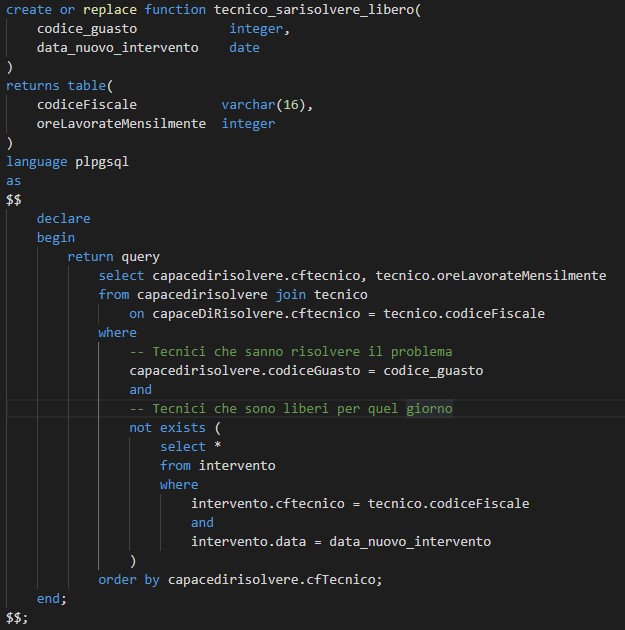 create or replace function tecnico_sarisolvere_libero(
    codice_guasto            integer,
    data_nuovo_intervento    date
)
returns table(
    codiceFiscale           varchar(16),
    oreLavorateMensilmente  integer
)
language plpgsql
as
$$
    declare
    begin
        return query
            select capacedirisolvere.cftecnico, tecnico.oreLavorateMensilmente
            from capacedirisolvere join tecnico
                on capaceDiRisolvere.cftecnico = tecnico.codiceFiscale
            where
                -- Tecnici che sanno risolvere il problema
                capacedirisolvere.codiceGuasto = codice_guasto
                and
                -- Tecnici che sono liberi per quel giorno
                not exists (
                    select *
                    from intervento
                    where
                        intervento.cftecnico = tecnico.codiceFiscale
                        and
                        intervento.data = data_nuovo_intervento
                )
            order by capacedirisolvere.cfTecnico;
    end;
$$;